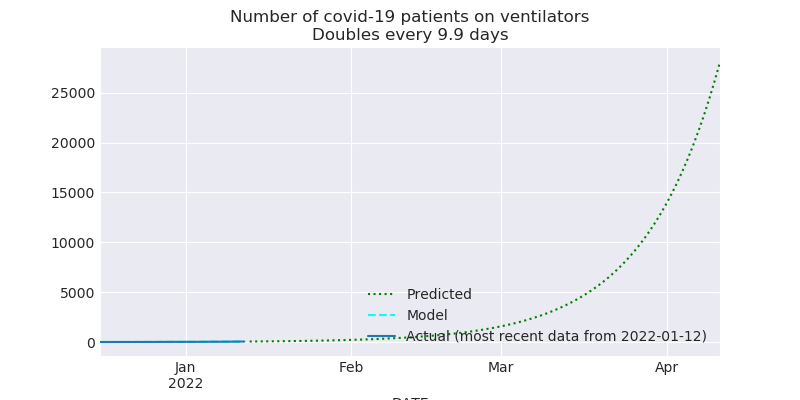 Number of covid-19 patients on ventilators
Doubles every 9.9 days
25000
20000
15000
10000
5000
0
Predicted
Model
Actual (most recent data from 2022-01-12)
Jan
2022
Feb
Mar
Apr
DATE